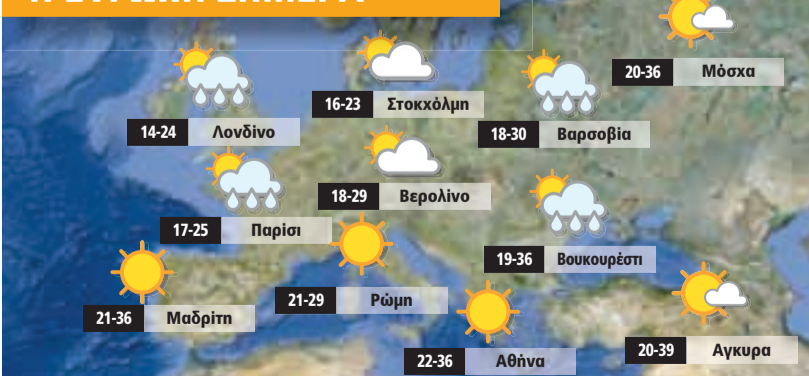 20-36 Μόσχα
16-23 Στοκχόλμη
14-24 Λονδίνο
18-30 Βαρσοβία
18-29 Βερολίνο
17-25 Παρίσι
19-36 Βουκουρέστι
21-29 Ρώμη
21-36 Μαδρίτη
20-39 Αγκυρα
22-36 Αθήνα